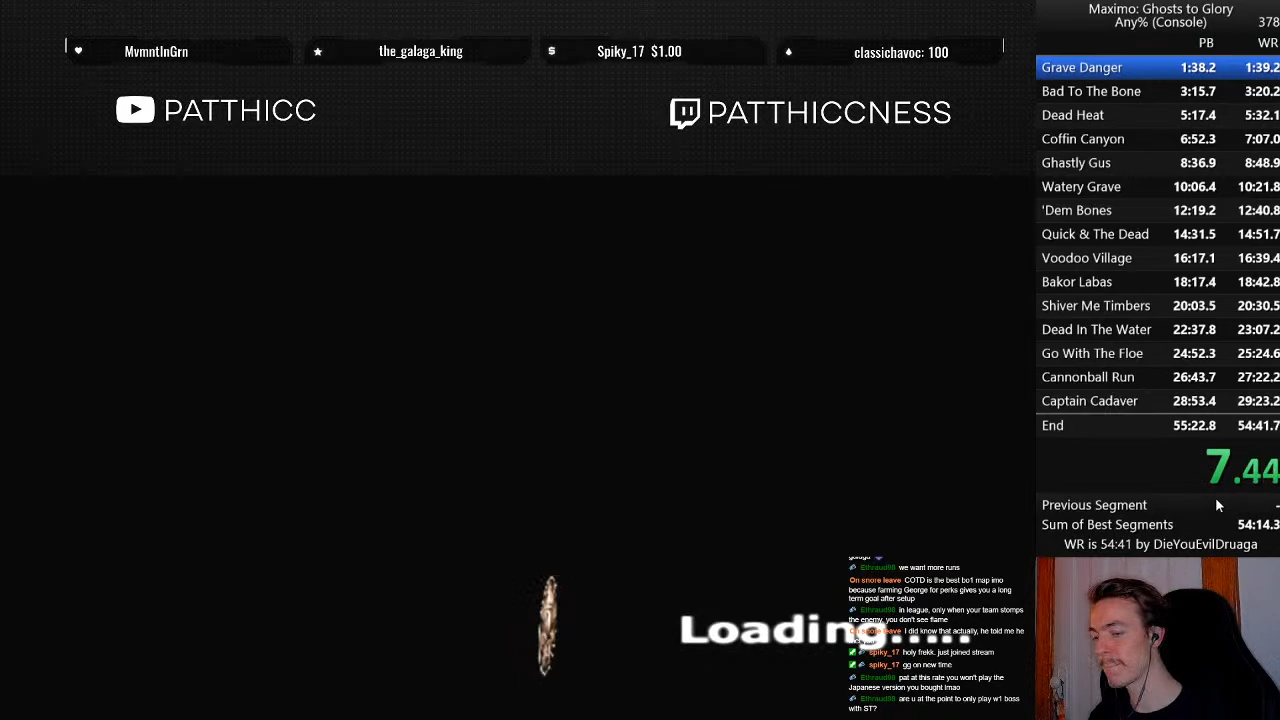 Maximo: Ghosts to Glory
Any% (Console) 378
MvmntInGrn the_galaga_king Spiky_17 $1.00 classichavoc: 100
PATTHICC PATTHICCNESS
PB WR
Grave Danger 1:38.2 1:39.2
Bad To The Bone 3:15.7 3:20.2
Dead Heat 5:17.4 5:32.1
Coffin Canyon 6:52.3 7:07.0
Ghastly Gus 8:36.9 8:48.9
Watery Grave 10:06.4 10:21.8
'Dem Bones 12:19.2 12:40.8
Quick & The Dead 14:31.5 14:51.7
Voodoo Village 16:17.1 16:39.4
Bakor Labas 18:17.4 18:42.8
Shiver Me Timbers 20:03.5 20:30.5
Dead In The Water 22:37.8 23:07.2
Go With The Floe 24:52.3 25:24.6
Cannonball Run 26:43.7 27:22.2
Captain Cadaver 28:53.4 29:23.2
End 55:22.8 54:41.7
7.44
Previous Segment -
Sum of Best Segments 54:14.3
WR is 54:41 by DieYouEvilDruaga
Ethraud98 we want more runs
On snore leave COTD is the best bo1 map imo
because farming George for perks gives you a long
term goal after setup
Ethraud98 in league, only when your team stomps
the enemy, you don't see flame
On snore leave I did know that actually, he told me he
spiky_17 holy frekk. just joined stream
spiky_17 gg on new time
Ethraud98 pat at this rate you won't play the
Japanese version you bought lmao
Ethraud98 are u at the point to only play w1 boss
with ST?
Loading.....